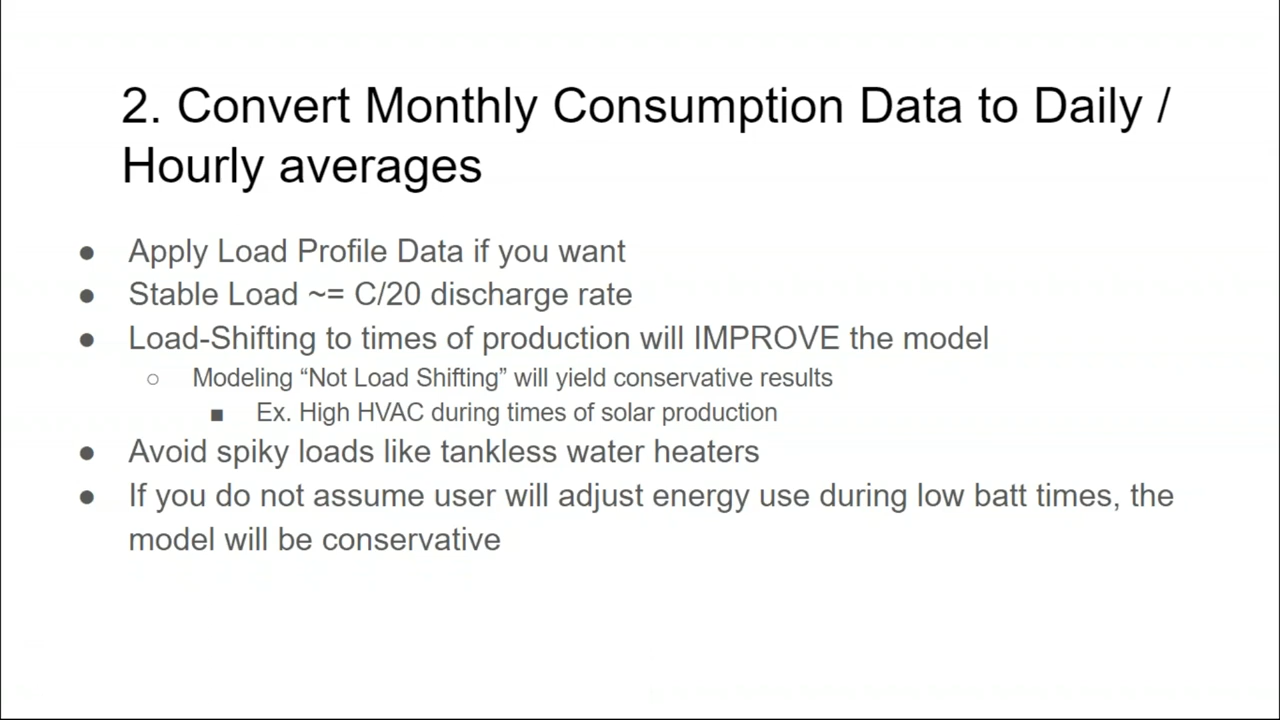 2. Convert Monthly Consumption Data to Daily /
Hourly averages
● Apply Load Profile Data if you want
● Stable Load ~= C/20 discharge rate
● Load-Shifting to times of production will IMPROVE the model
○ Modeling “Not Load Shifting” will yield conservative results
■ Ex. High HVAC during times of solar production
● Avoid spiky loads like tankless water heaters
● If you do not assume user will adjust energy use during low batt times, the
model will be conservative